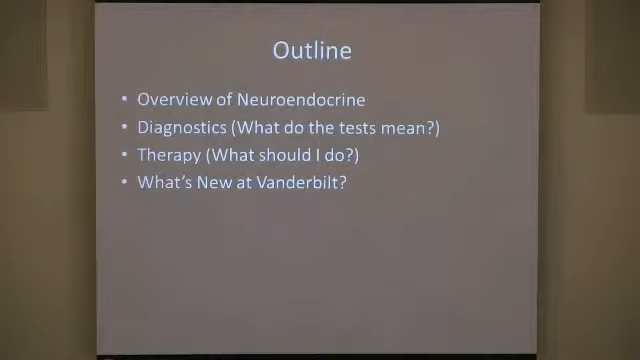 Outline
• Overview of Neuroendocrine
• Diagnostics (What do the tests mean?)
• Therapy (What should I do?)
• What's New at Vanderbilt?